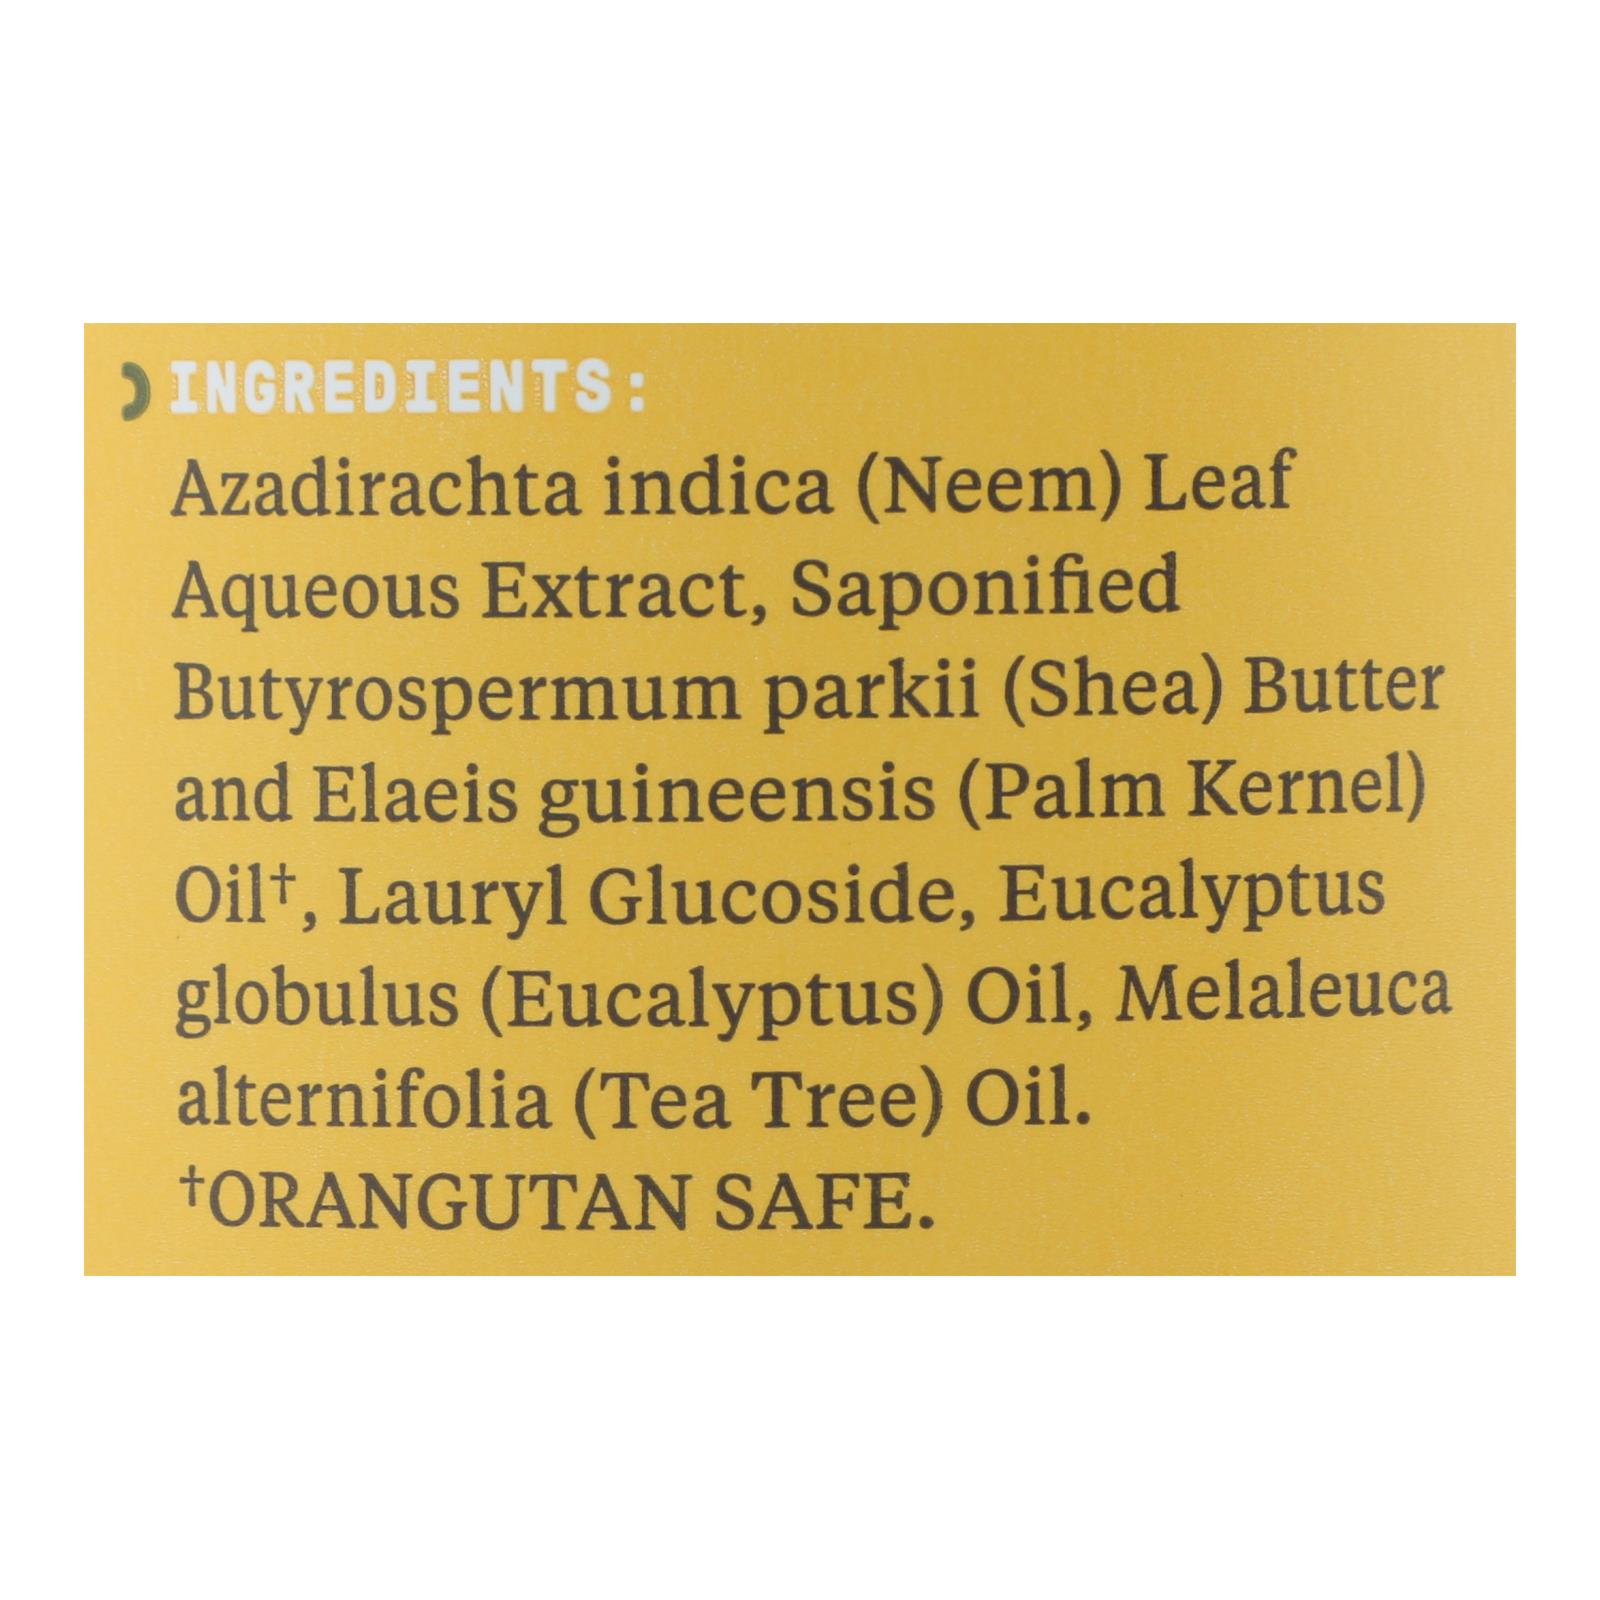 INGREDIENTS:
Azadirachta indica (Neem) Leaf
Aqueous Extract, Saponified
Butyrospermum parkii (Shea) Butter
and Elaeis guineensis (Palm Kernel)
Oil†, Lauryl Glucoside, Eucalyptus
globulus (Eucalyptus) Oil, Melaleuca
alternifolia (Tea Tree) Oil.
†ORANGUTAN SAFE.